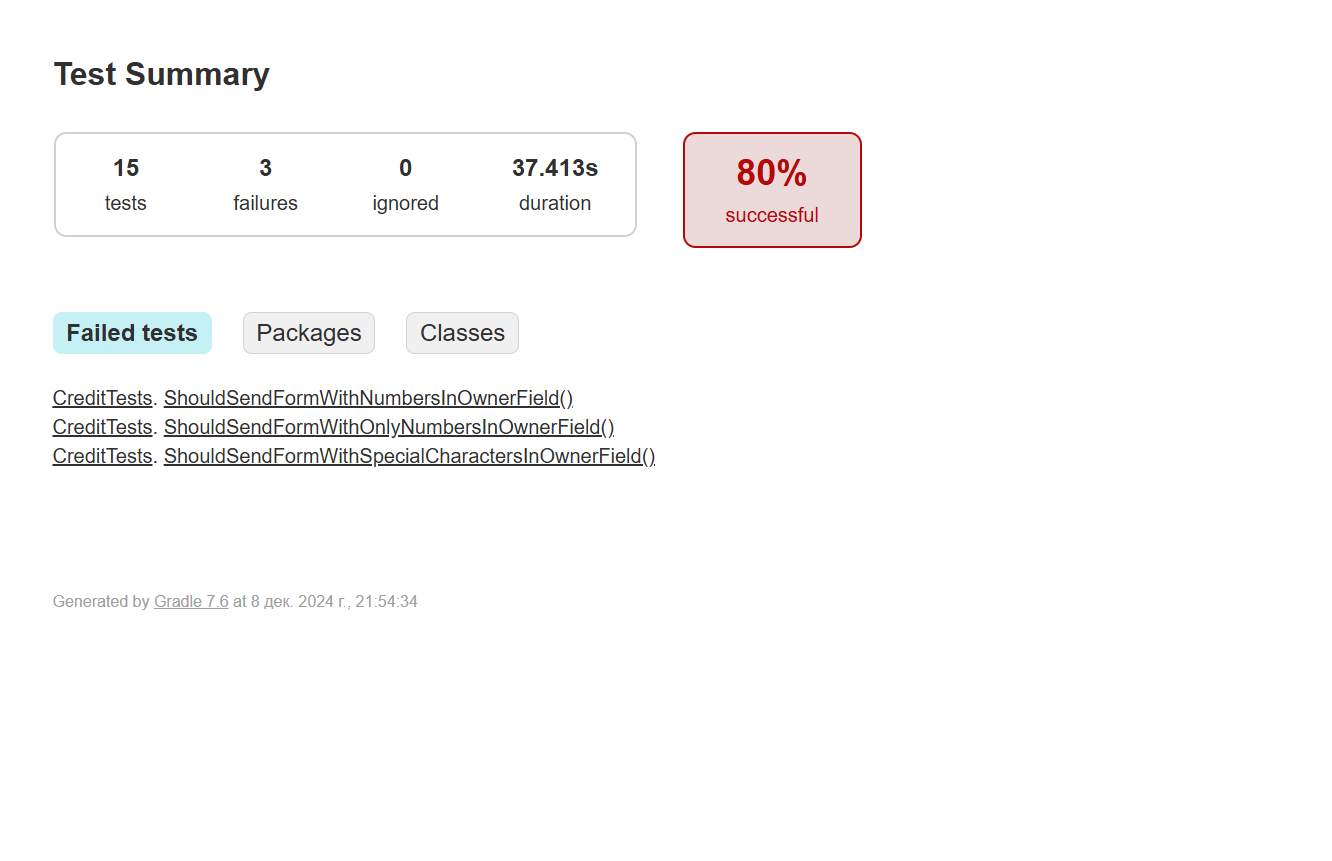 Test Summary
15 3 0 37.413s
tests failures ignored duration
80%
successful
Failed tests Packages Classes
CreditTests. ShouldSendFormWithNumbersInOwnerField()
CreditTests. ShouldSendFormWithOnlyNumbersInOwnerField()
CreditTests. ShouldSendFormWithSpecialCharactersInOwnerField()
Generated by Gradle 7.6 at 8 дек. 2024 г., 21:54:34